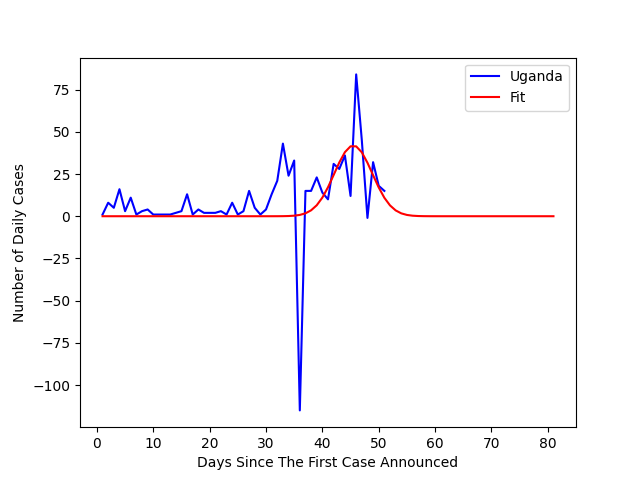 Uganda
Fit
75
50
25
0
−25
−50
−75
−100
Number of Daily Cases
0 10 20 30 40 50 60 70 80
Days Since The First Case Announced